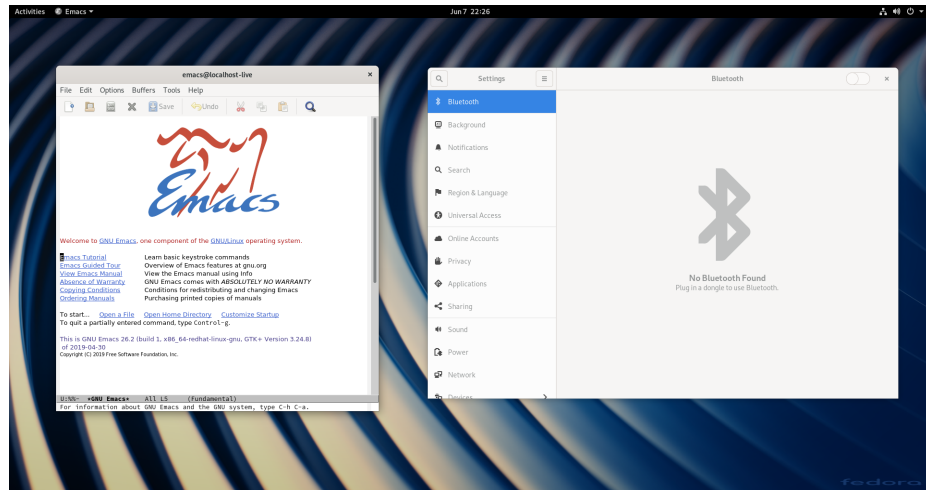 Activities Emacs Jun 7 22:26
emacs@localhost-live
File Edit Options Buffers Tools Help
Save Undo
Emacs
Welcome to GNU Emacs, one component of the GNU/Linux operating system.
Emacs Tutorial Learn basic keystroke commands
Emacs Guided Tour Overview of Emacs features at gnu.org
View Emacs Manual View the Emacs manual using Info
Absence of Warranty GNU Emacs comes with ABSOLUTELY NO WARRANTY
Copying Conditions Conditions for redistributing and changing Emacs
Ordering Manuals Purchasing printed copies of manuals
To start... Open a File Open Home Directory Customize Startup
To quit a partially entered command, type Control-g.
This is GNU Emacs 26.2 (build 1, x86_64-redhat-linux-gnu, GTK+ Version 3.24.8)
of 2019-04-30
Copyright (C) 2019 Free Software Foundation, Inc.
U:%%- *GNU Emacs* All L5 (Fundamental)
For information about GNU Emacs and the GNU system, type C-h C-a.
Settings Bluetooth
Bluetooth
Background
Notifications
Search
Region & Language
Universal Access
Online Accounts
Privacy
Applications
Sharing
Sound
Power
Network
Devices
No Bluetooth Found
Plug in a dongle to use Bluetooth.
fedora